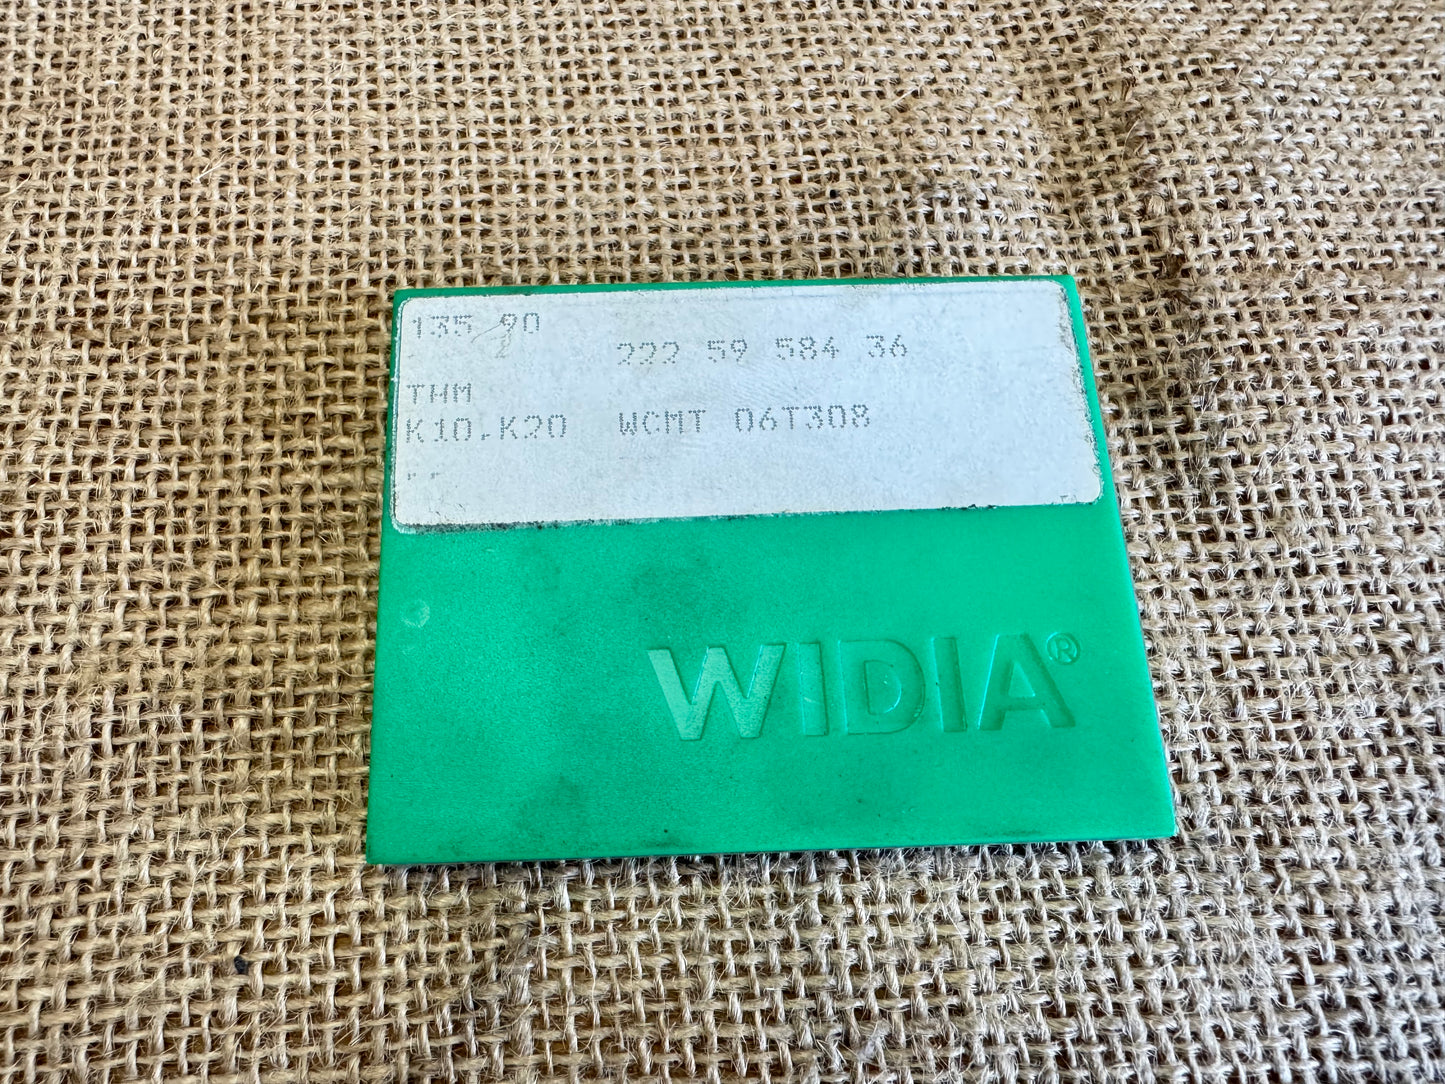 135 90
222 59 584 36
THM
K10,K20 WCMT 06T308
WIDIA®